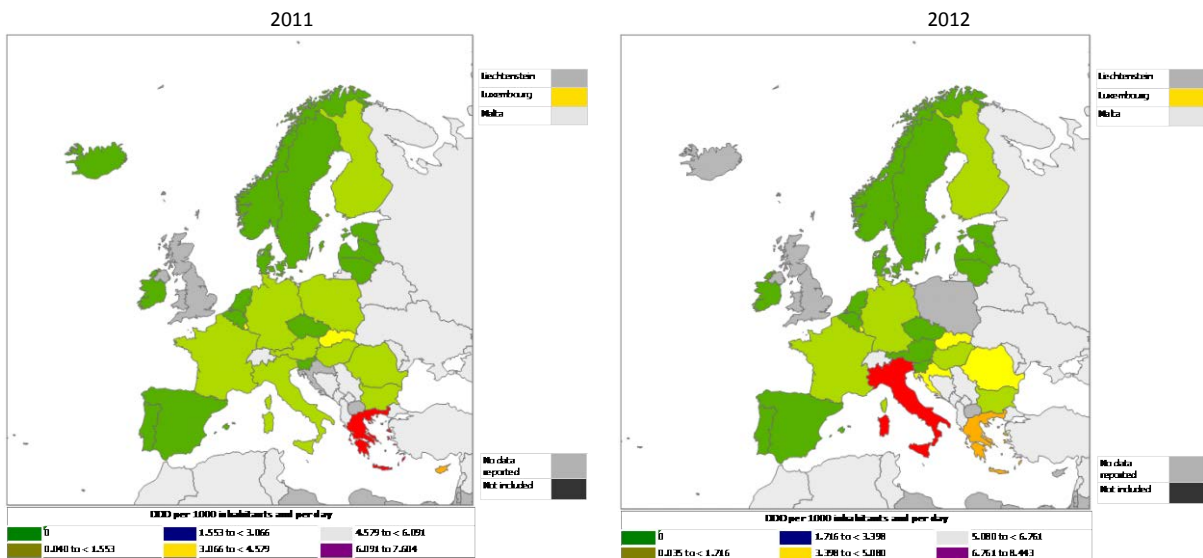 2011
2012
Liechtenstein
Luxembourg
Malta
Liechtenstein
Luxembourg
Malta
No data
reported
Not included
No data
reported
Not included
DDD per 1000 inhabitants and per day
0
1.553 to < 3.066
4.579 to < 6.091
0.040 to < 1.553
3.066 to < 4.579
6.091 to 7.604
DDD per 1000 inhabitants and per day
0
1.716 to < 3.398
5.080 to < 6.761
0.035 to < 1.716
3.398 to < 5.080
6.761 to 8.443